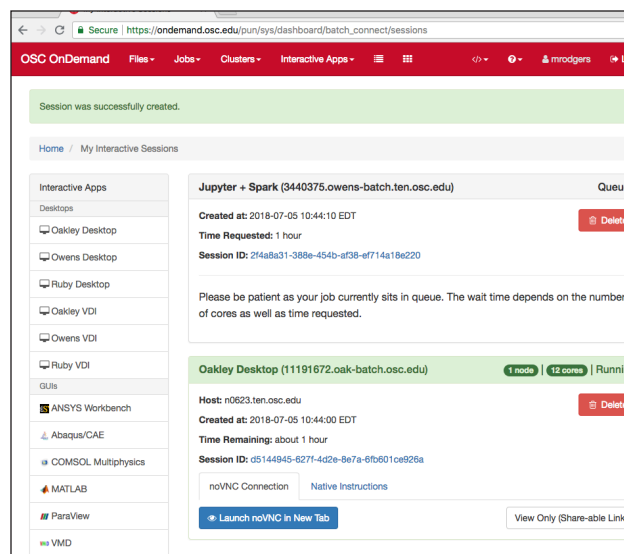 Secure | https://ondemand.osc.edu/pun/sys/dashboard/batch_connect/sessions
OSC OnDemand Files Jobs Clusters Interactive Apps </> mrodgers
Session was successfully created.
Home / My Interactive Sessions
Interactive Apps
Desktops
Oakley Desktop
Owens Desktop
Ruby Desktop
Oakley VDI
Owens VDI
Ruby VDI
GUIs
ANSYS Workbench
Abaqus/CAE
COMSOL Multiphysics
MATLAB
ParaView
VMD
Jupyter + Spark (3440375.owens-batch.ten.osc.edu) Queue
Created at: 2018-07-05 10:44:10 EDT
Delete
Time Requested: 1 hour
Session ID: 2f4a8a31-388e-454b-af38-ef714a18e220
Please be patient as your job currently sits in queue. The wait time depends on the number
of cores as well as time requested.
Oakley Desktop (11191672.oak-batch.osc.edu) 1 node | 12 cores | Runni
Host: n0623.ten.osc.edu
Delete
Created at: 2018-07-05 10:44:00 EDT
Time Remaining: about 1 hour
Session ID: d5144945-627f-4d2e-8e7a-6fb601ce926a
noVNC Connection Native Instructions
Launch noVNC in New Tab View Only (Share-able Link